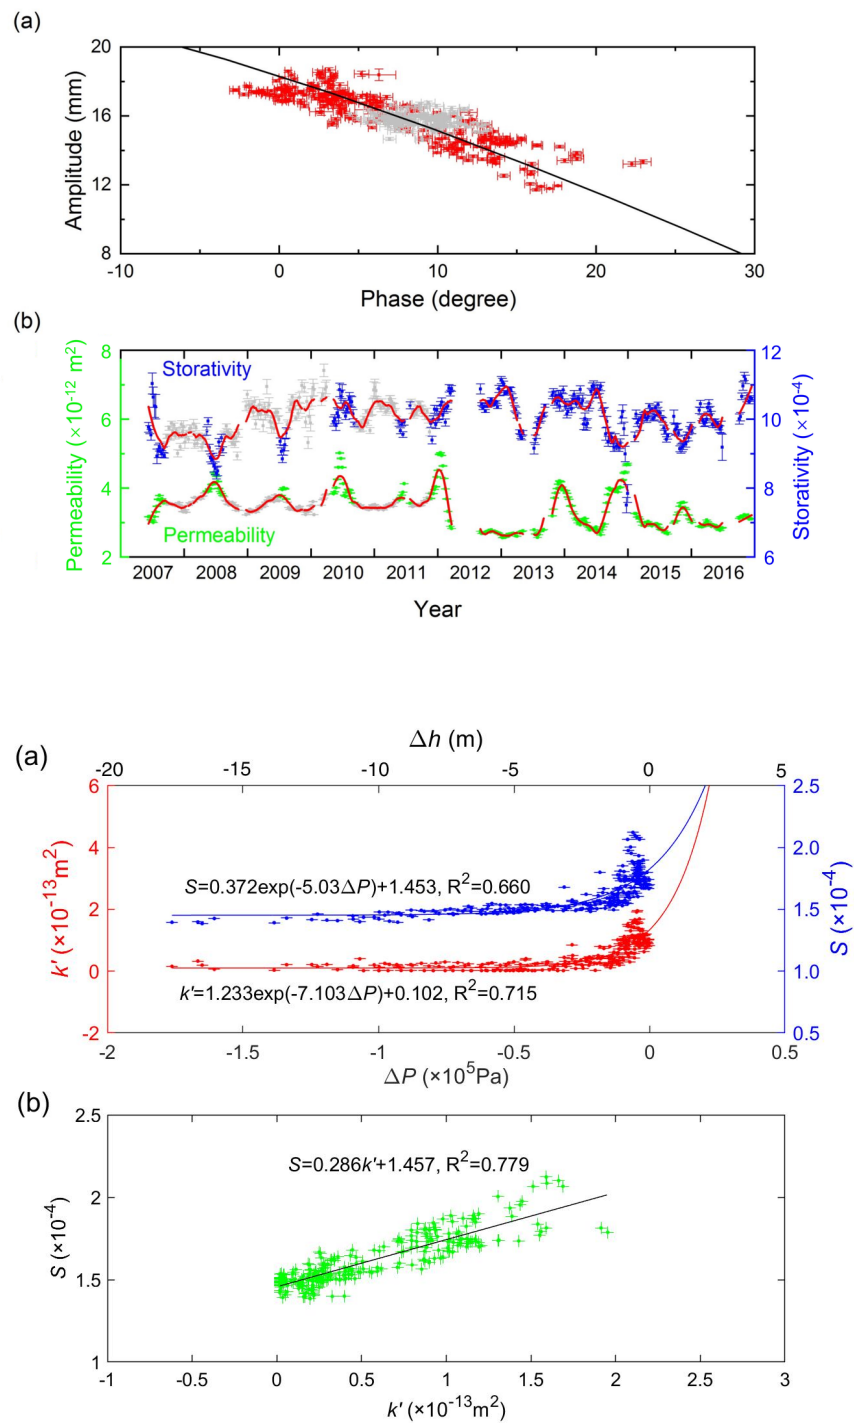 (a)
20
16
12
8
Amplitude (mm)
-10 0 10 20 30
Phase (degree)
(b)
8 12
6 10
4 8
2 6
Permeability (×10⁻¹² m²)
Storativity (×10⁻⁴)
Storativity
Permeability
2007 2008 2009 2010 2011 2012 2013 2014 2015 2016
Year
(a)
Δh (m)
-20 -15 -10 -5 0 5
6 2.5
4 2.0
2 1.5
0 1.0
-2 0.5
k' (×10⁻¹³m²)
S (×10⁻⁴)
S=0.372exp(-5.03ΔP)+1.453, R²=0.660
k'=1.233exp(-7.103ΔP)+0.102, R²=0.715
-2 -1.5 -1 -0.5 0 0.5
ΔP (×10⁵Pa)
(b)
2.5
2
1.5
1
S (×10⁻⁴)
S=0.286k'+1.457, R²=0.779
-1 -0.5 0 0.5 1 1.5 2 2.5 3
k' (×10⁻¹³m²)